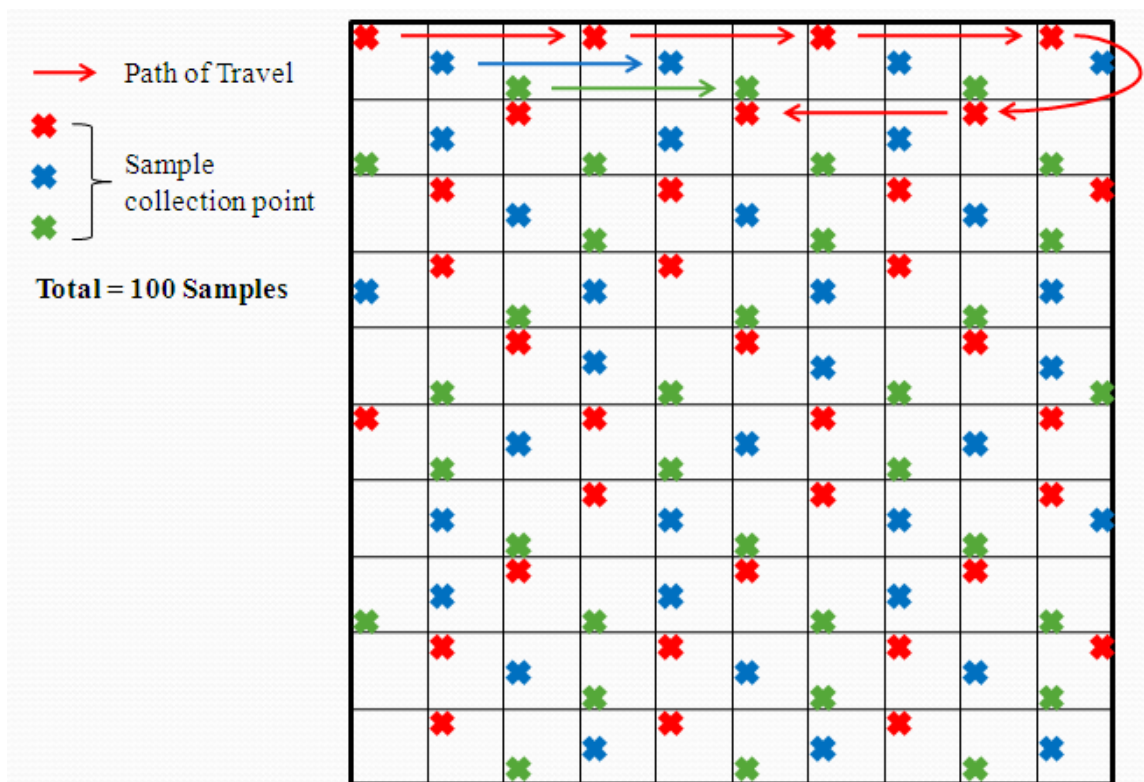 Path of Travel
Sample
collection point
Total = 100 Samples